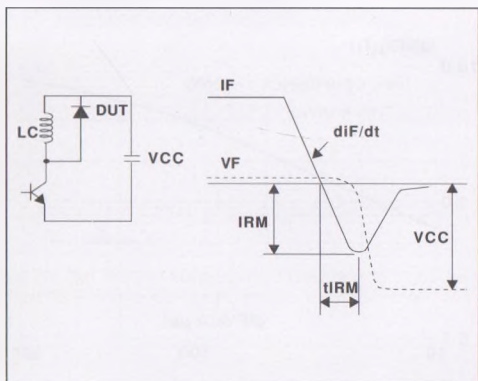 IF
DUT
diF/dt
LC
VCC
VF
IRM
VCC
tIRM